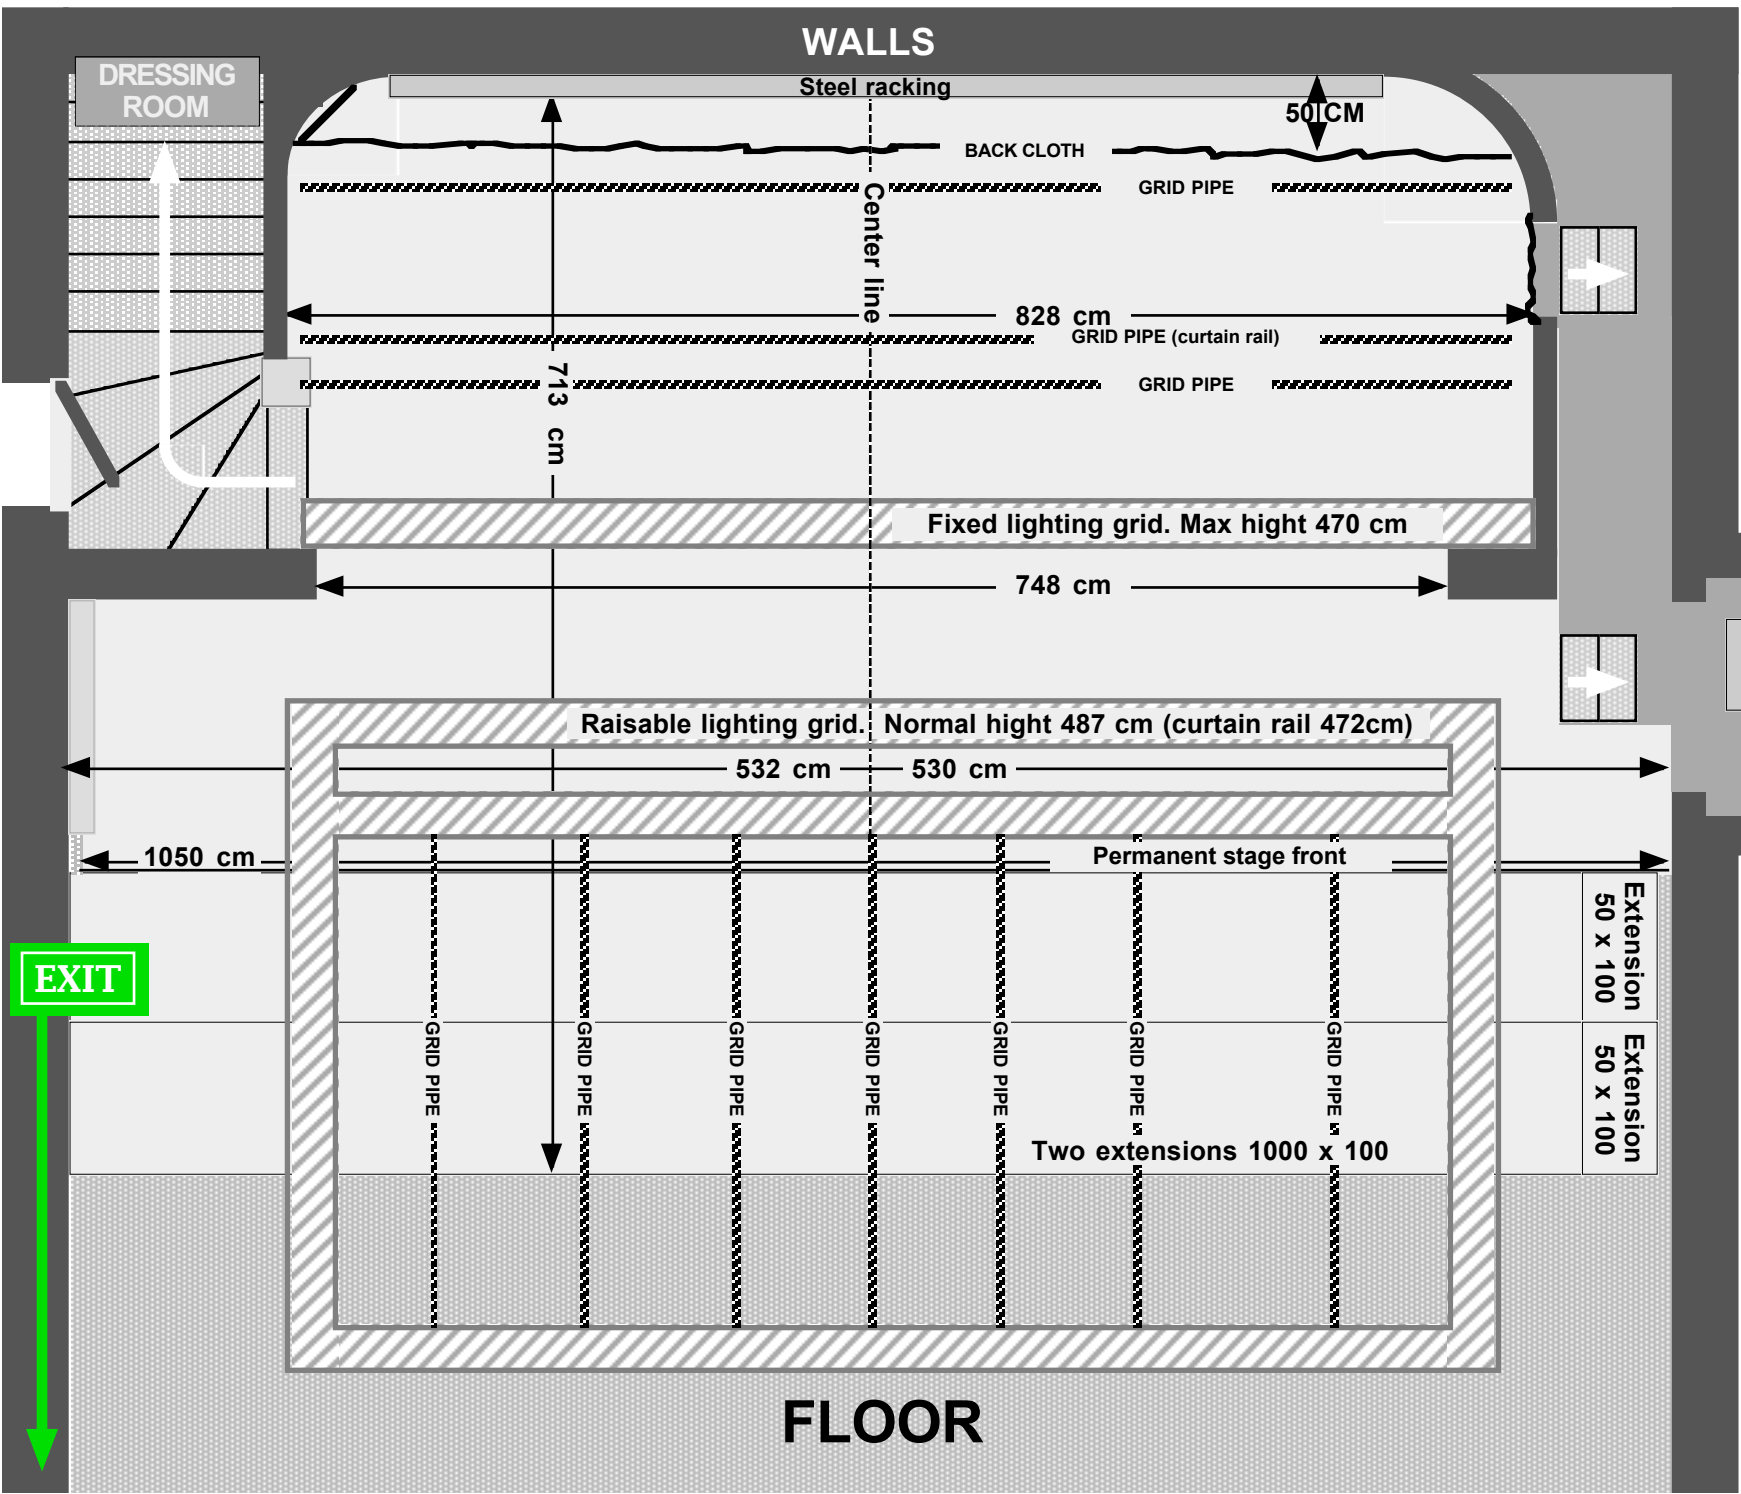 WALLS
DRESSING
ROOM
Steel racking
50 CM
BACK CLOTH
GRID PIPE
Center line
828 cm
GRID PIPE (curtain rail)
GRID PIPE
713 cm
Fixed lighting grid. Max hight 470 cm
748 cm
Raisable lighting grid. Normal hight 487 cm (curtain rail 472cm)
532 cm
530 cm
1050 cm
Permanent stage front
Extension
50 x 100
EXIT
GRID PIPE
GRID PIPE
GRID PIPE
GRID PIPE
GRID PIPE
GRID PIPE
GRID PIPE
Extension
50 x 100
Two extensions 1000 x 100
FLOOR